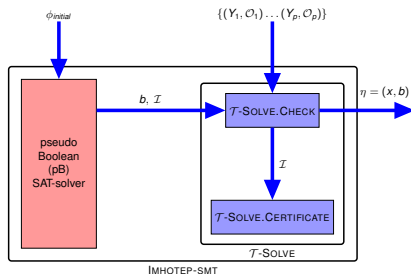 ϕinitial
{(Y1, O1) … (Yp, Op)}
b, I
η = (x, b)
T-SOLVE.CHECK
pseudo
Boolean
(pB)
SAT-solver
I
T-SOLVE.CERTIFICATE
T-SOLVE
IMHOTEP-SMT